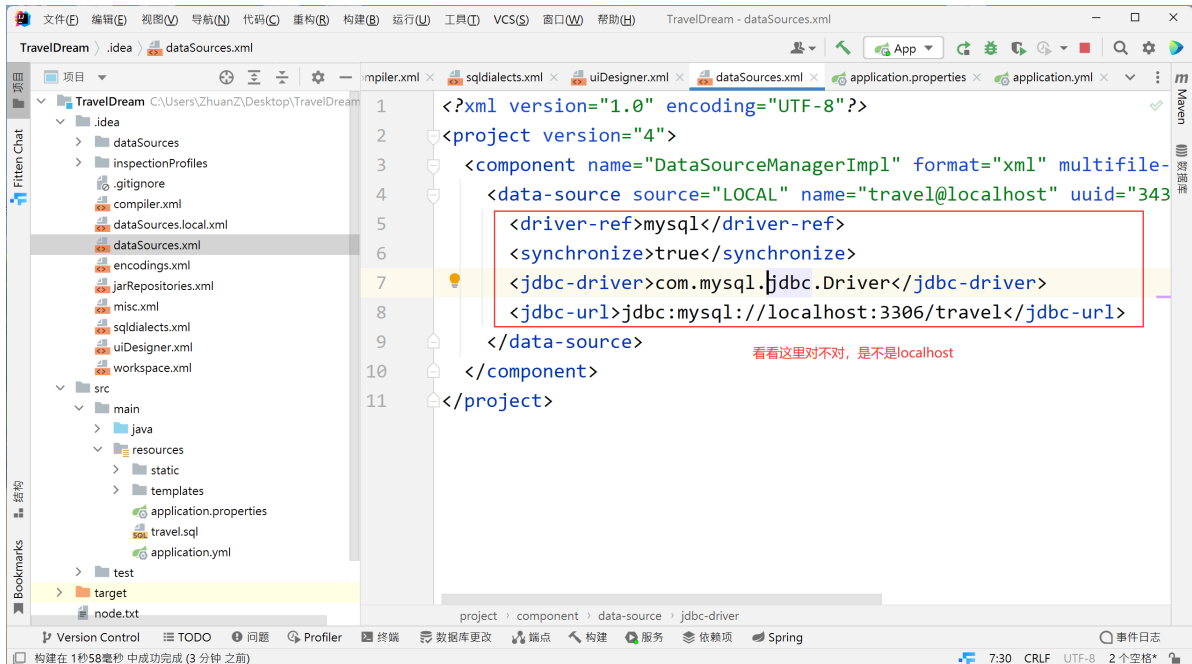 文件(F) 编辑(E) 视图(V) 导航(N) 代码(C) 重构(R) 构建(B) 运行(U) 工具(T) VCS(S) 窗口(W) 帮助(H) TravelDream - dataSources.xml
TravelDream .idea dataSources.xml App
项目 mpiler.xml sqldialects.xml uiDesigner.xml dataSources.xml application.properties application.yml
项目
Fitten Chat
结构
Bookmarks
TravelDream C:\Users\ZhuanZ\Desktop\TravelDream
.idea
dataSources
inspectionProfiles
.gitignore
compiler.xml
dataSources.local.xml
dataSources.xml
encodings.xml
jarRepositories.xml
misc.xml
sqldialects.xml
uiDesigner.xml
workspace.xml
src
main
java
resources
static
templates
application.properties
travel.sql
application.yml
test
target
node.txt
1 <?xml version="1.0" encoding="UTF-8"?>
2 <project version="4">
3 <component name="DataSourceManagerImpl" format="xml" multifile-
4 <data-source source="LOCAL" name="travel@localhost" uuid="343
5 <driver-ref>mysql</driver-ref>
6 <synchronize>true</synchronize>
7 <jdbc-driver>com.mysql.jdbc.Driver</jdbc-driver>
8 <jdbc-url>jdbc:mysql://localhost:3306/travel</jdbc-url>
9 </data-source>
看看这里对不对，是不是localhost
10 </component>
11 </project>
m Maven
数据库
project component data-source jdbc-driver
Version Control TODO 问题 Profiler 终端 数据库更改 端点 构建 服务 依赖项 Spring 事件日志
构建在 1秒58毫秒 中成功完成 (3 分钟 之前) 7:30 CRLF UTF-8 2 个空格*